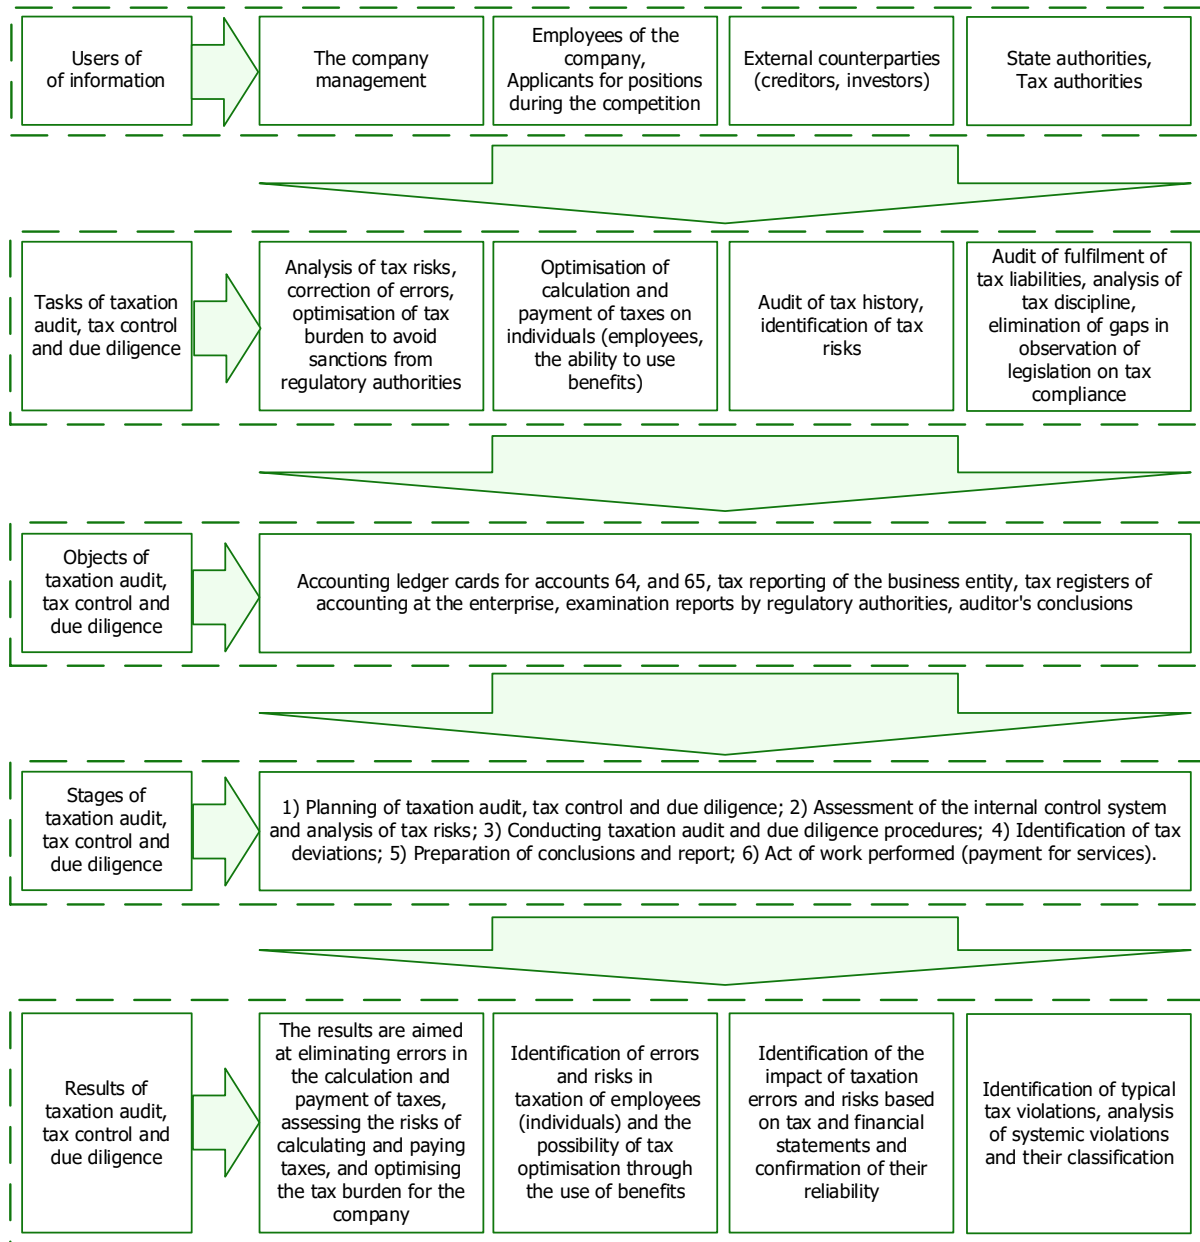 Users of
of information
The company
management
Employees of the
company,
Applicants for positions
during the competition
External counterparties
(creditors, investors)
State authorities,
Tax authorities
Tasks of taxation
audit, tax control
and due diligence
Analysis of tax risks,
correction of errors,
optimisation of tax
burden to avoid
sanctions from
regulatory authorities
Optimisation of
calculation and
payment of taxes on
individuals (employees,
the ability to use
benefits)
Audit of tax history,
identification of tax
risks
Audit of fulfilment of
tax liabilities, analysis of
tax discipline,
elimination of gaps in
observation of
legislation on tax
compliance
Objects of
taxation audit,
tax control and
due diligence
Accounting ledger cards for accounts 64, and 65, tax reporting of the business entity, tax registers of
accounting at the enterprise, examination reports by regulatory authorities, auditor's conclusions
Stages of
taxation audit,
tax control and
due diligence
1) Planning of taxation audit, tax control and due diligence; 2) Assessment of the internal control system
and analysis of tax risks; 3) Conducting taxation audit and due diligence procedures; 4) Identification of tax
deviations; 5) Preparation of conclusions and report; 6) Act of work performed (payment for services).
Results of
taxation audit,
tax control and
due diligence
The results are aimed
at eliminating errors in
the calculation and
payment of taxes,
assessing the risks of
calculating and paying
taxes, and optimising
the tax burden for the
company
Identification of errors
and risks in
taxation of employees
(individuals) and the
possibility of tax
optimisation through
the use of benefits
Identification of the
impact of taxation
errors and risks based
on tax and financial
statements and
confirmation of their
reliability
Identification of typical
tax violations, analysis
of systemic violations
and their classification